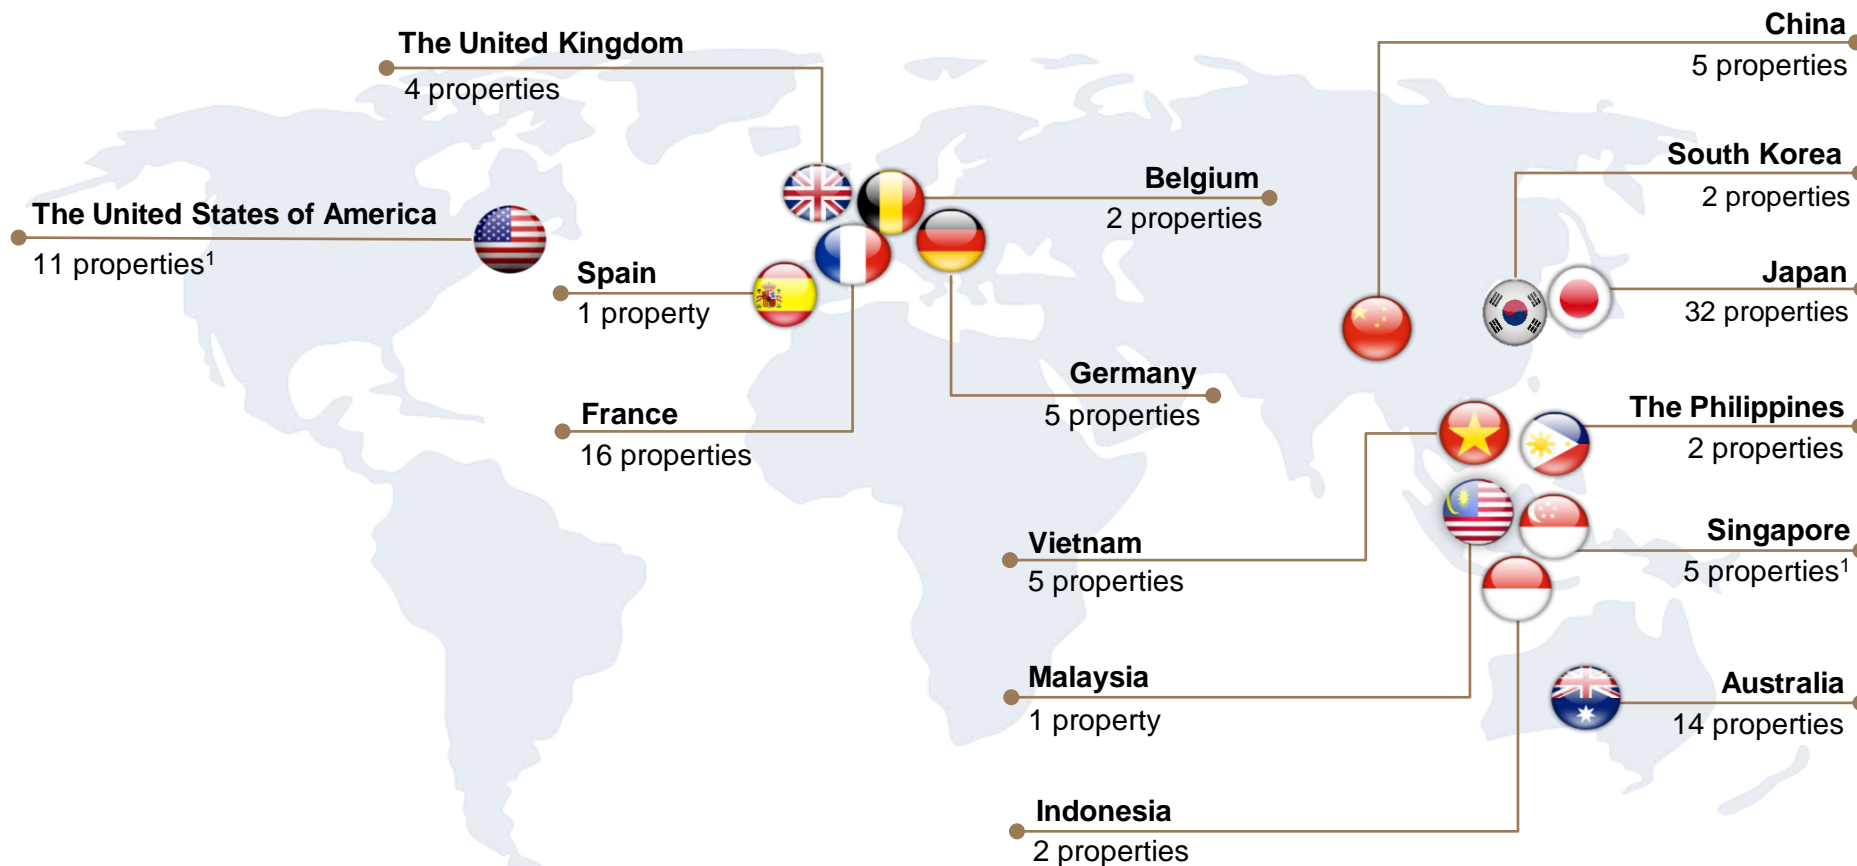 The United Kingdom
4 properties
China
5 properties
South Korea
2 properties
Belgium
2 properties
The United States of America
11 properties¹
Spain
1 property
Japan
32 properties
Germany
5 properties
France
16 properties
The Philippines
2 properties
Vietnam
5 properties
Singapore
5 properties¹
Malaysia
1 property
Australia
14 properties
Indonesia
2 properties